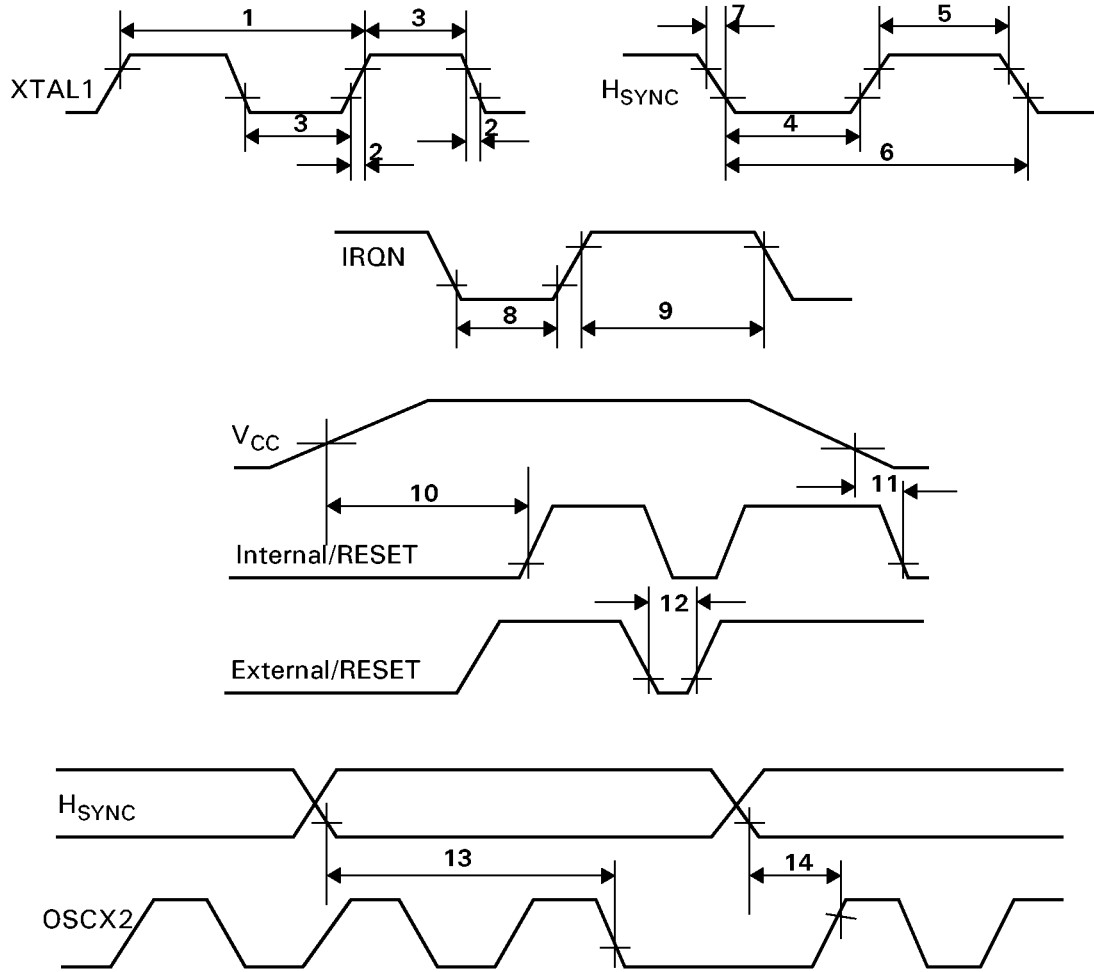 1
3
7
5
XTAL1
HSYNC
3
2
4
2
6
IRQN
8
9
VCC
10
11
Internal/RESET
12
External/RESET
HSYNC
13
14
OSCX2